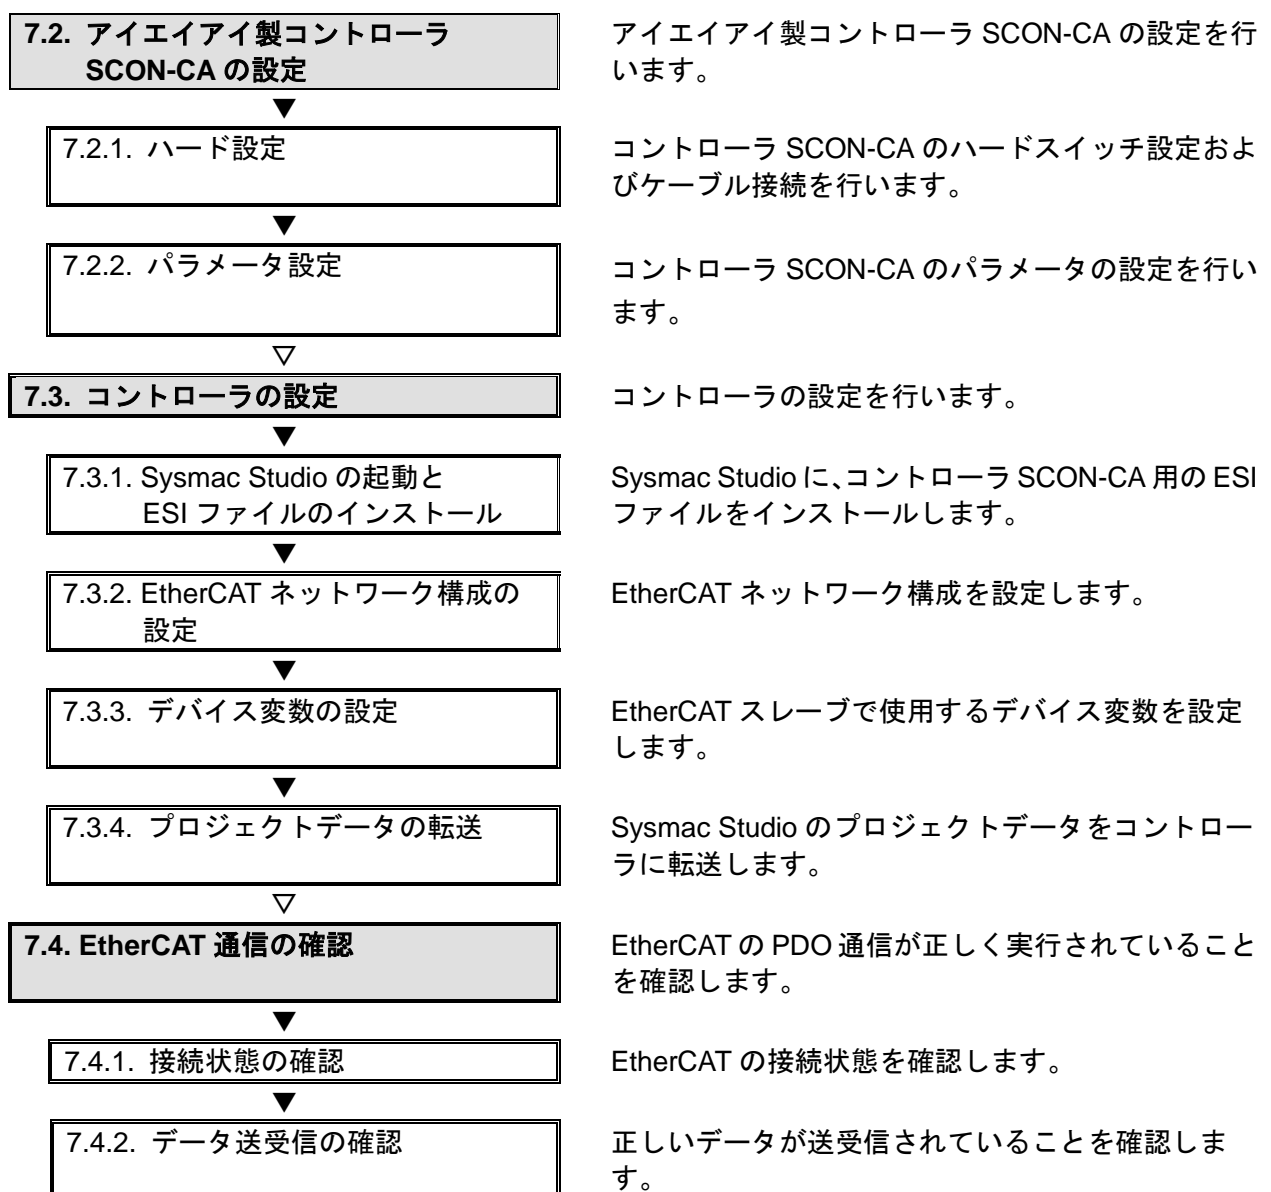 7.2. アイエイアイ製コントローラ
SCON-CA の設定
アイエイアイ製コントローラ SCON-CA の設定を行
います。
▼
7.2.1. ハード設定
コントローラ SCON-CA のハードスイッチ設定およ
びケーブル接続を行います。
▼
7.2.2. パラメータ設定
コントローラ SCON-CA のパラメータの設定を行い
ます。
▽
7.3. コントローラの設定
コントローラの設定を行います。
▼
7.3.1. Sysmac Studio の起動と
ESI ファイルのインストール
Sysmac Studio に、コントローラ SCON-CA 用の ESI
ファイルをインストールします。
▼
7.3.2. EtherCAT ネットワーク構成の
設定
EtherCAT ネットワーク構成を設定します。
▼
7.3.3. デバイス変数の設定
EtherCAT スレーブで使用するデバイス変数を設定
します。
▼
7.3.4. プロジェクトデータの転送
Sysmac Studio のプロジェクトデータをコントロー
ラに転送します。
▽
7.4. EtherCAT 通信の確認
EtherCAT の PDO 通信が正しく実行されていること
を確認します。
▼
7.4.1. 接続状態の確認
EtherCAT の接続状態を確認します。
▼
7.4.2. データ送受信の確認
正しいデータが送受信されていることを確認しま
す。